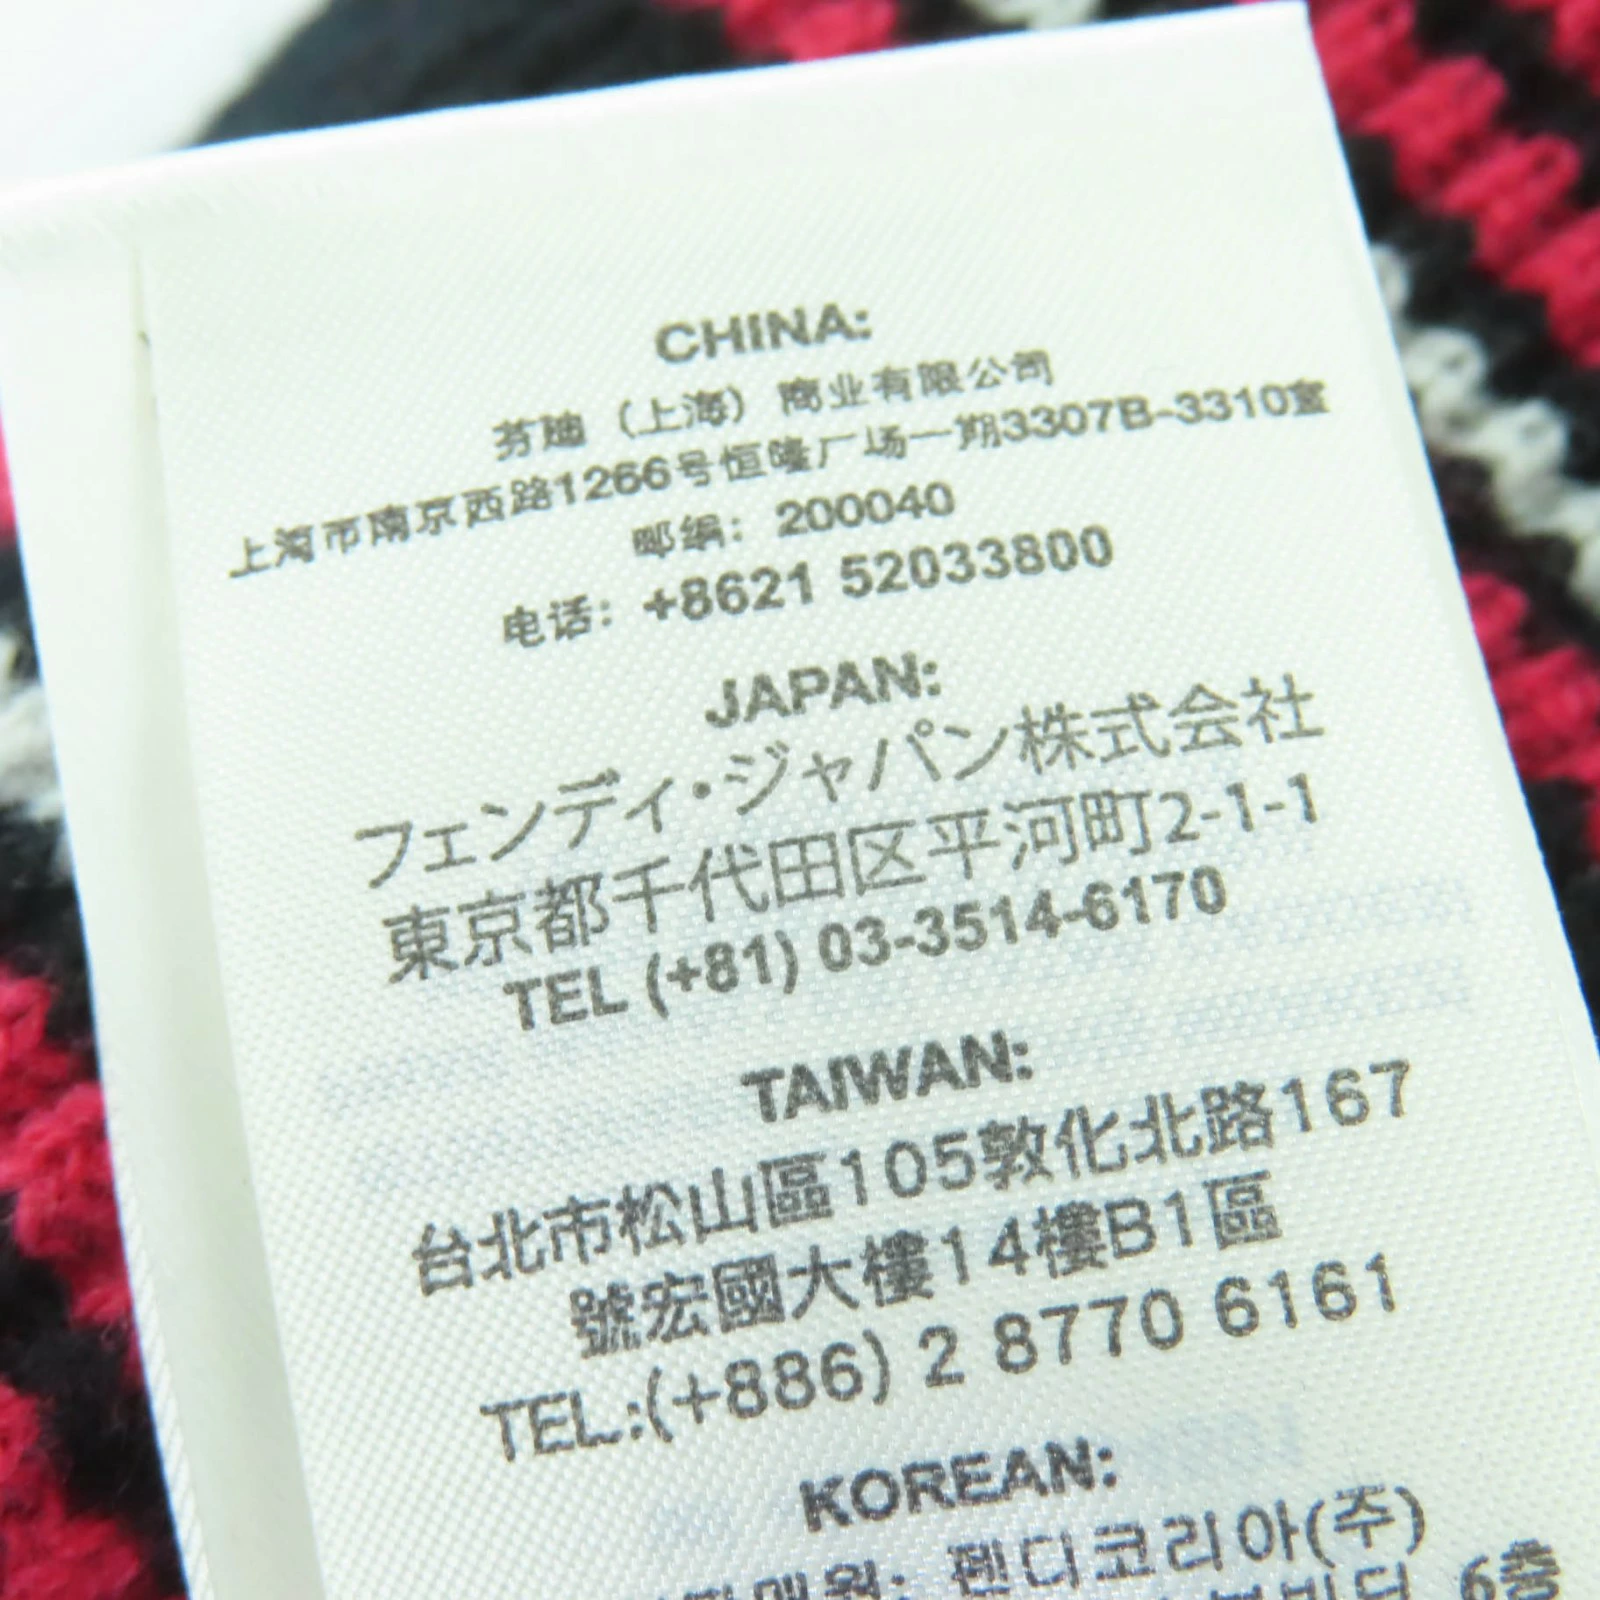 CHINA:
芬迪（上海）商业有限公司
上海市南京西路1266号恒隆广场一期3307B-3310室
邮编：200040
电话：+8621 52033800
JAPAN:
フェンディ・ジャパン株式会社
東京都千代田区平河町2-1-1
TEL (+81) 03-3514-6170
TAIWAN:
台北市松山區105敦化北路167
號宏國大樓14樓B1區
TEL.:(+886) 2 8770 6161
KOREAN:
펜디코리아(주)
6층